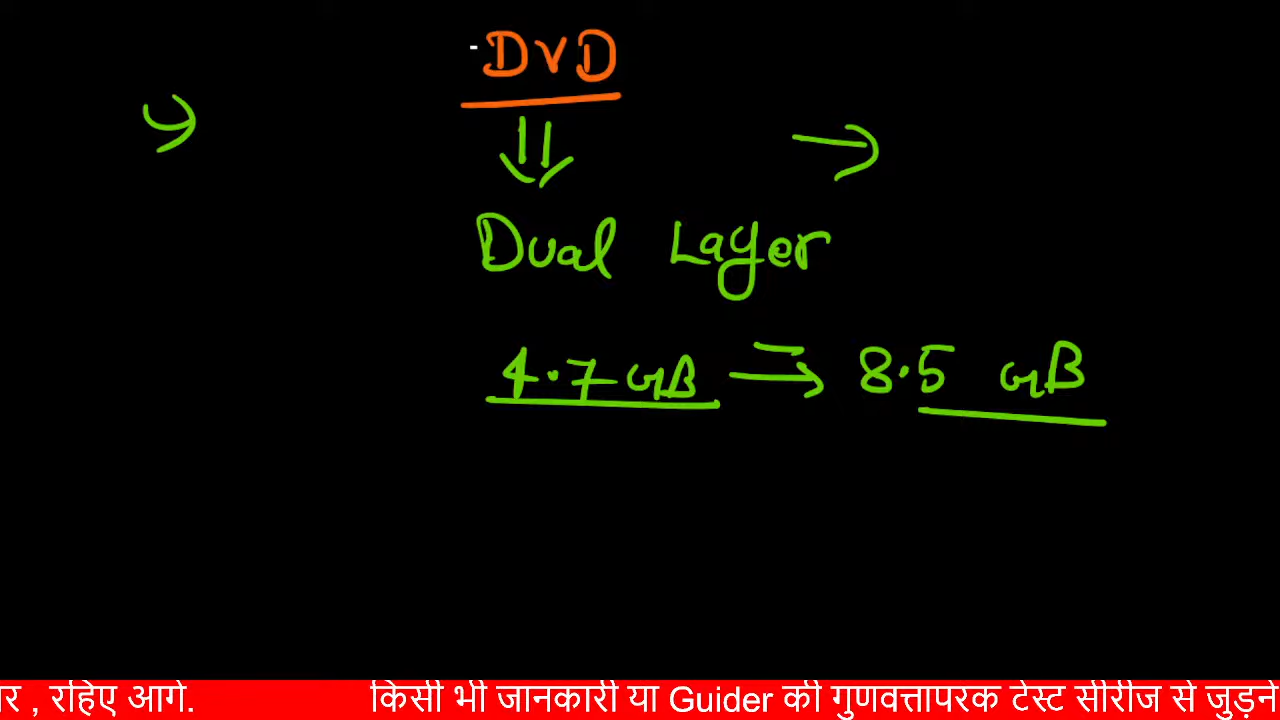 DVD
Dual Layer
4.7 GB → 8.5 GB
र , रहिए आगे. किसी भी जानकारी या Guider की गुणवत्तापरक टेस्ट सीरीज से जुड़ने